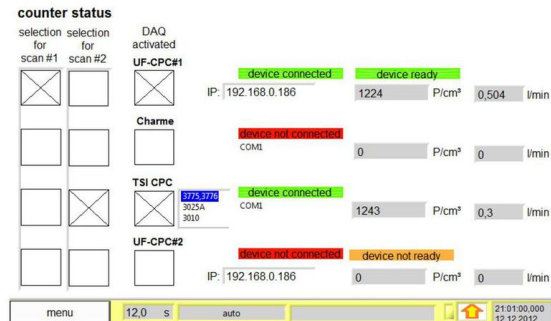 counter status
selection for scan #1
selection for scan #2
DAQ activated
UF-CPC#1
device connected
device ready
IP: 192.168.0.186
1224 P/cm³
0,504 l/min
Charme
device not connected
COM1
0 P/cm³
0 l/min
TSI CPC
3775,3776
3025A
3010
device connected
COM1
1243 P/cm³
0,3 l/min
UF-CPC#2
device not connected
device not ready
IP: 192.168.0.186
0 P/cm³
0 l/min
menu
12,0 s
auto
21:01:00,000
12.12.2012